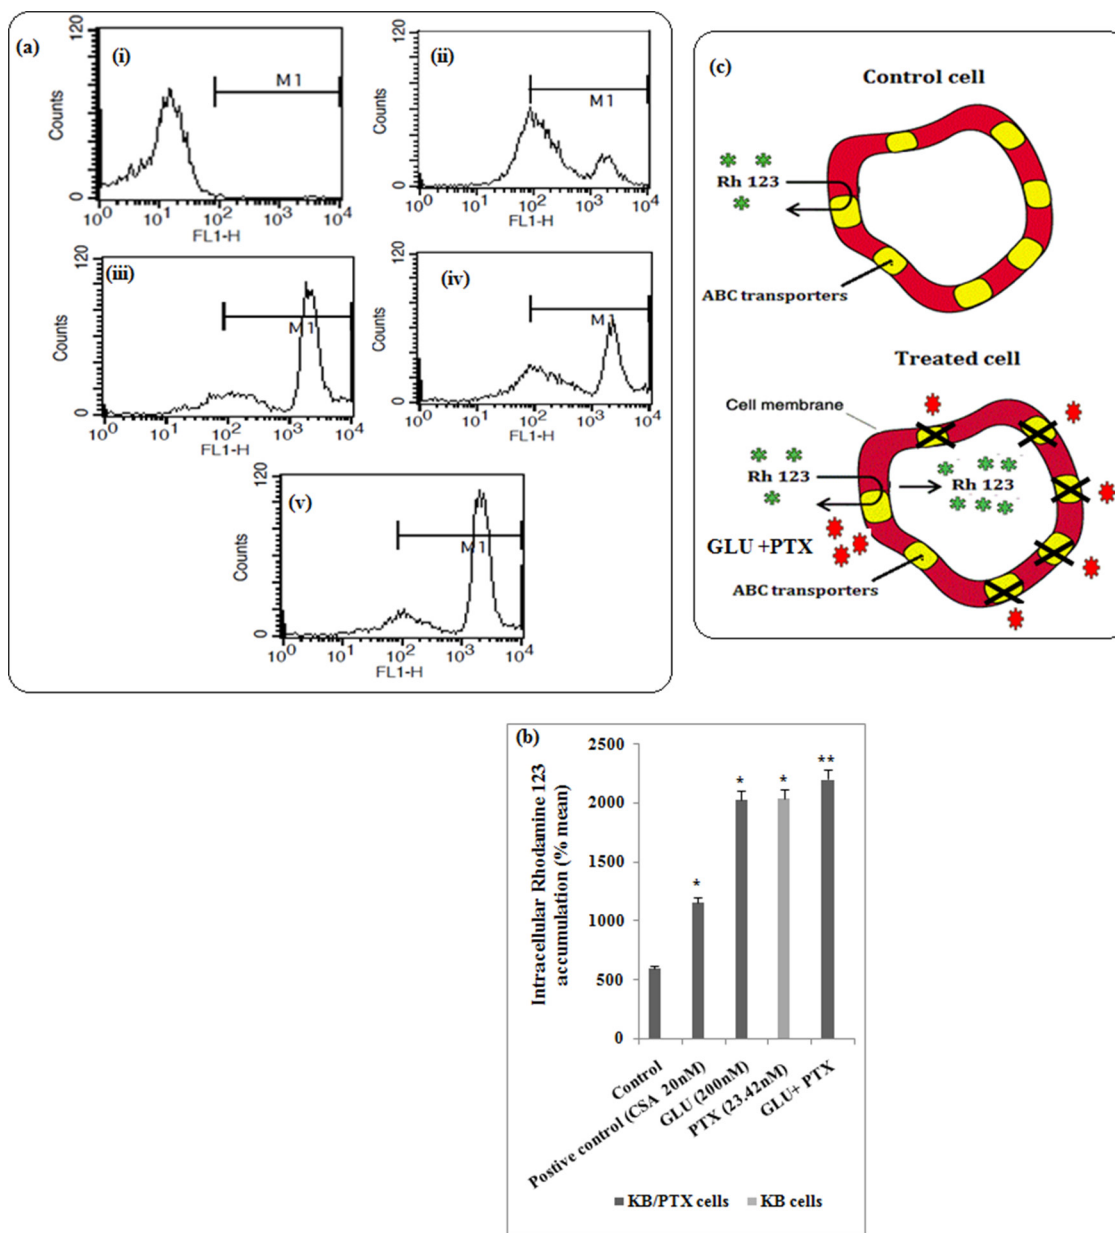 (a)
(i)
120
Counts
0
M1
10^0 10^1 10^2 10^3 10^4
FL1-H
(ii)
120
Counts
0
M1
10^0 10^1 10^2 10^3 10^4
FL1-H
(iii)
120
Counts
0
M1
10^0 10^1 10^2 10^3 10^4
FL1-H
(iv)
120
Counts
0
M1
10^0 10^1 10^2 10^3 10^4
FL1-H
(v)
120
Counts
0
M1
10^0 10^1 10^2 10^3 10^4
FL1-H
(c)
Control cell
Rh 123
ABC transporters
Treated cell
Cell membrane
Rh 123
Rh 123
GLU +PTX
ABC transporters
(b)
Intracellular Rhodamine 123
accumulation (% mean)
2500
2000
1500
1000
500
0
*
*
*
**
Control
Postive control (CSA 20nM)
GLU (200nM)
PTX (23.42nM)
GLU+ PTX
KB/PTX cells
KB cells